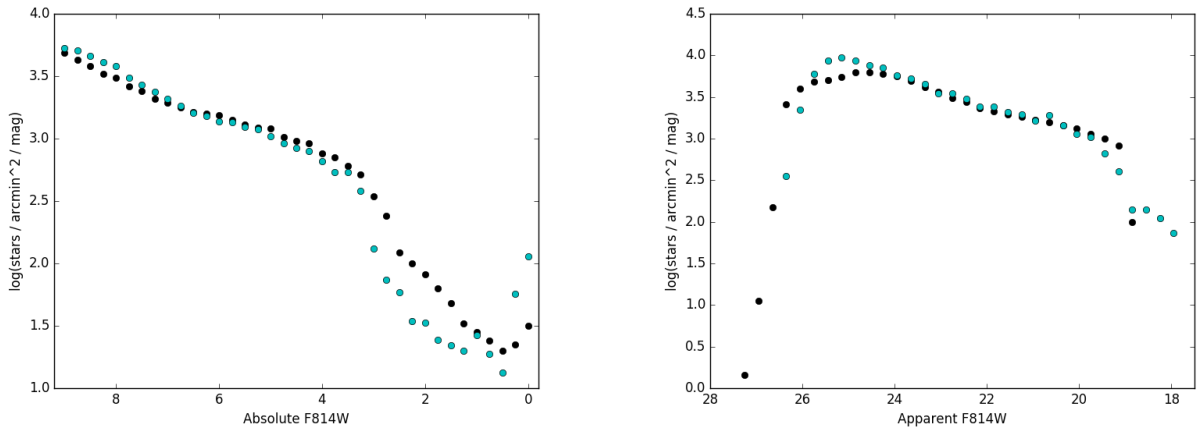 4.0
3.5
3.0
2.5
2.0
1.5
1.0
log(stars / arcmin^2 / mag)
8 6 4 2 0
Absolute F814W
4.5
4.0
3.5
3.0
2.5
2.0
1.5
1.0
0.5
0.0
log(stars / arcmin^2 / mag)
28 26 24 22 20 18
Apparent F814W